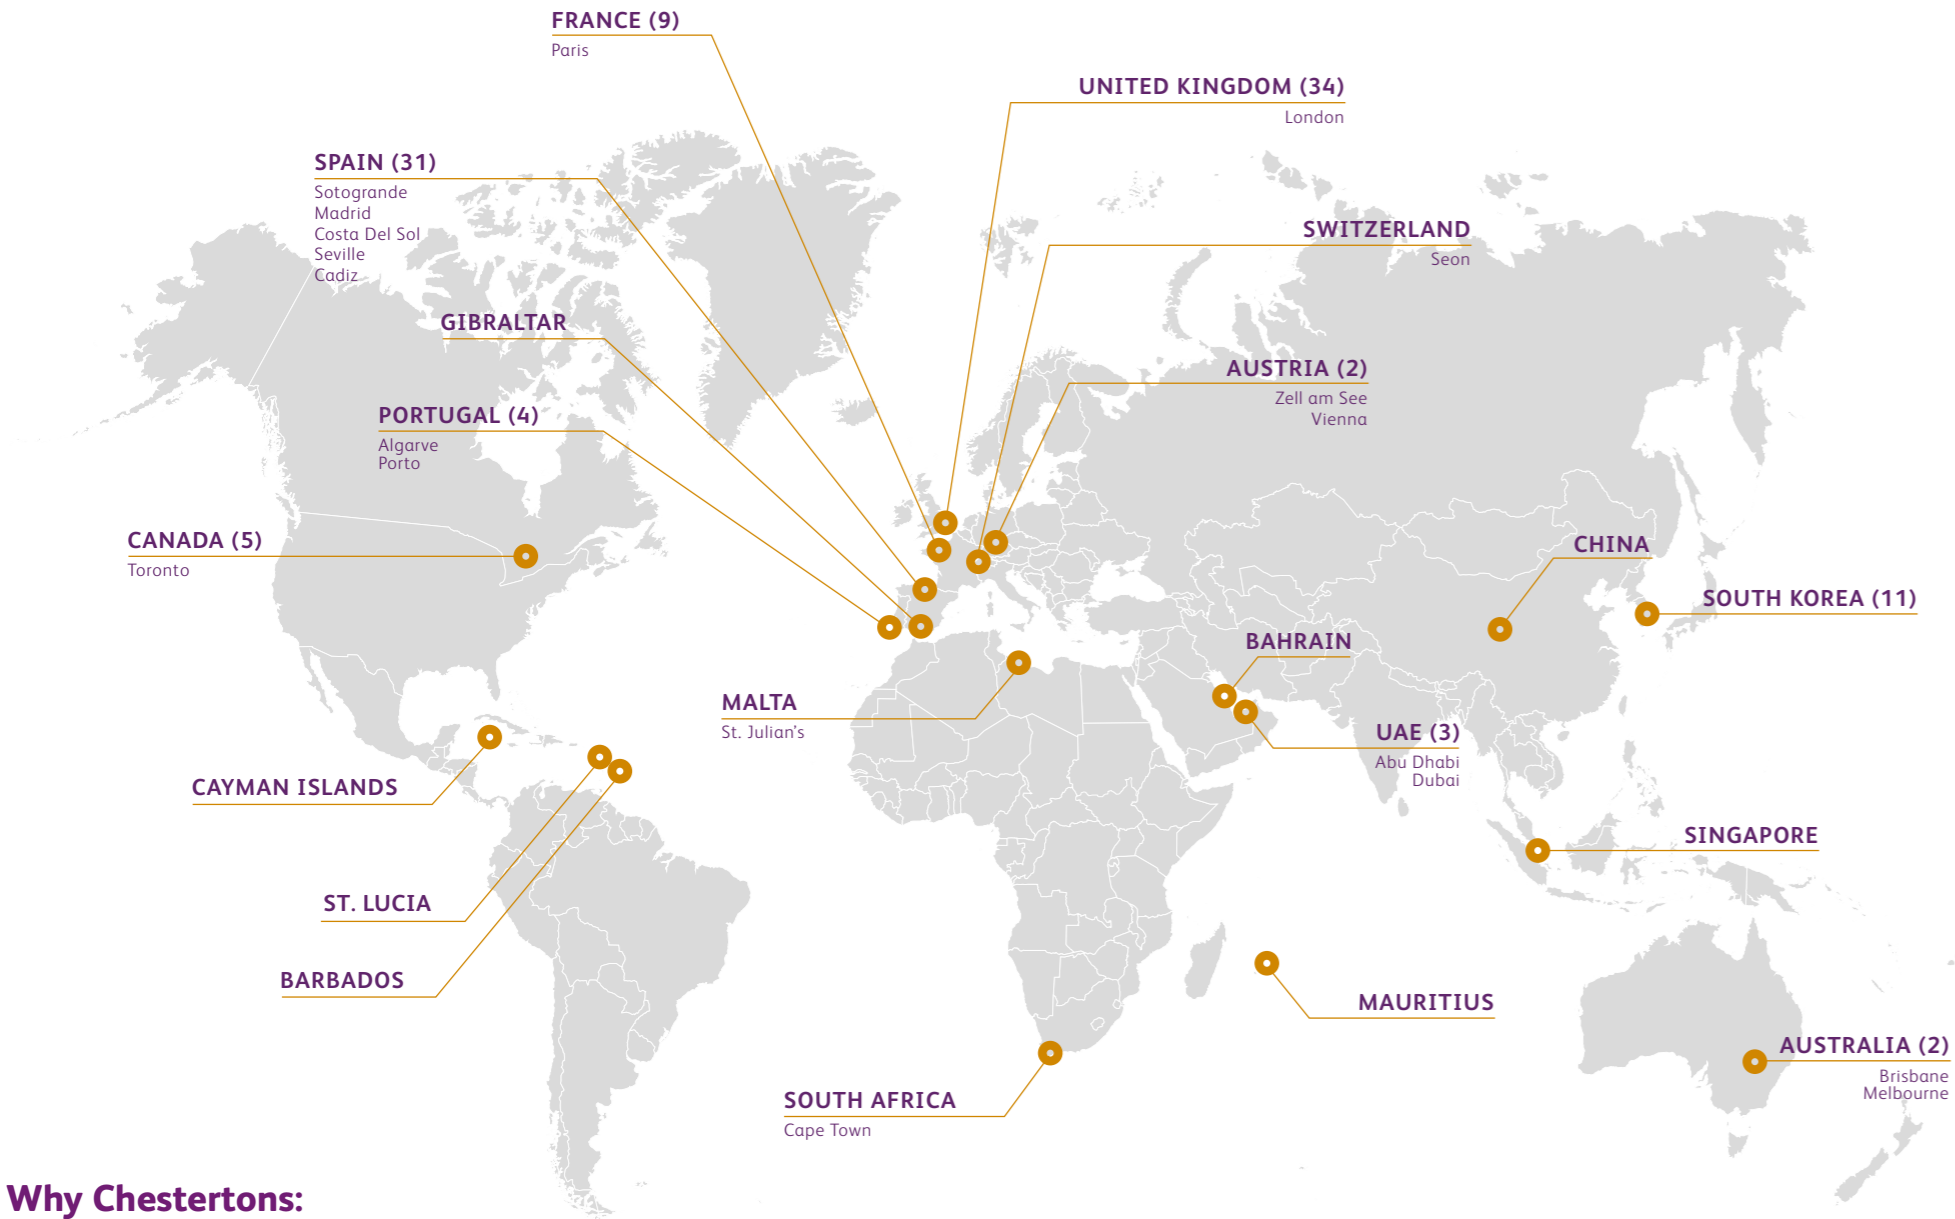 FRANCE (9)
Paris
UNITED KINGDOM (34)
London
SPAIN (31)
Sotogrande
Madrid
Costa Del Sol
Seville
Cadiz
SWITZERLAND
Seon
GIBRALTAR
AUSTRIA (2)
Zell am See
Vienna
PORTUGAL (4)
Algarve
Porto
CANADA (5)
Toronto
CHINA
SOUTH KOREA (11)
BAHRAIN
MALTA
St. Julian's
UAE (3)
Abu Dhabi
Dubai
CAYMAN ISLANDS
SINGAPORE
ST. LUCIA
BARBADOS
MAURITIUS
AUSTRALIA (2)
Brisbane
Melbourne
SOUTH AFRICA
Cape Town
Why Chestertons: